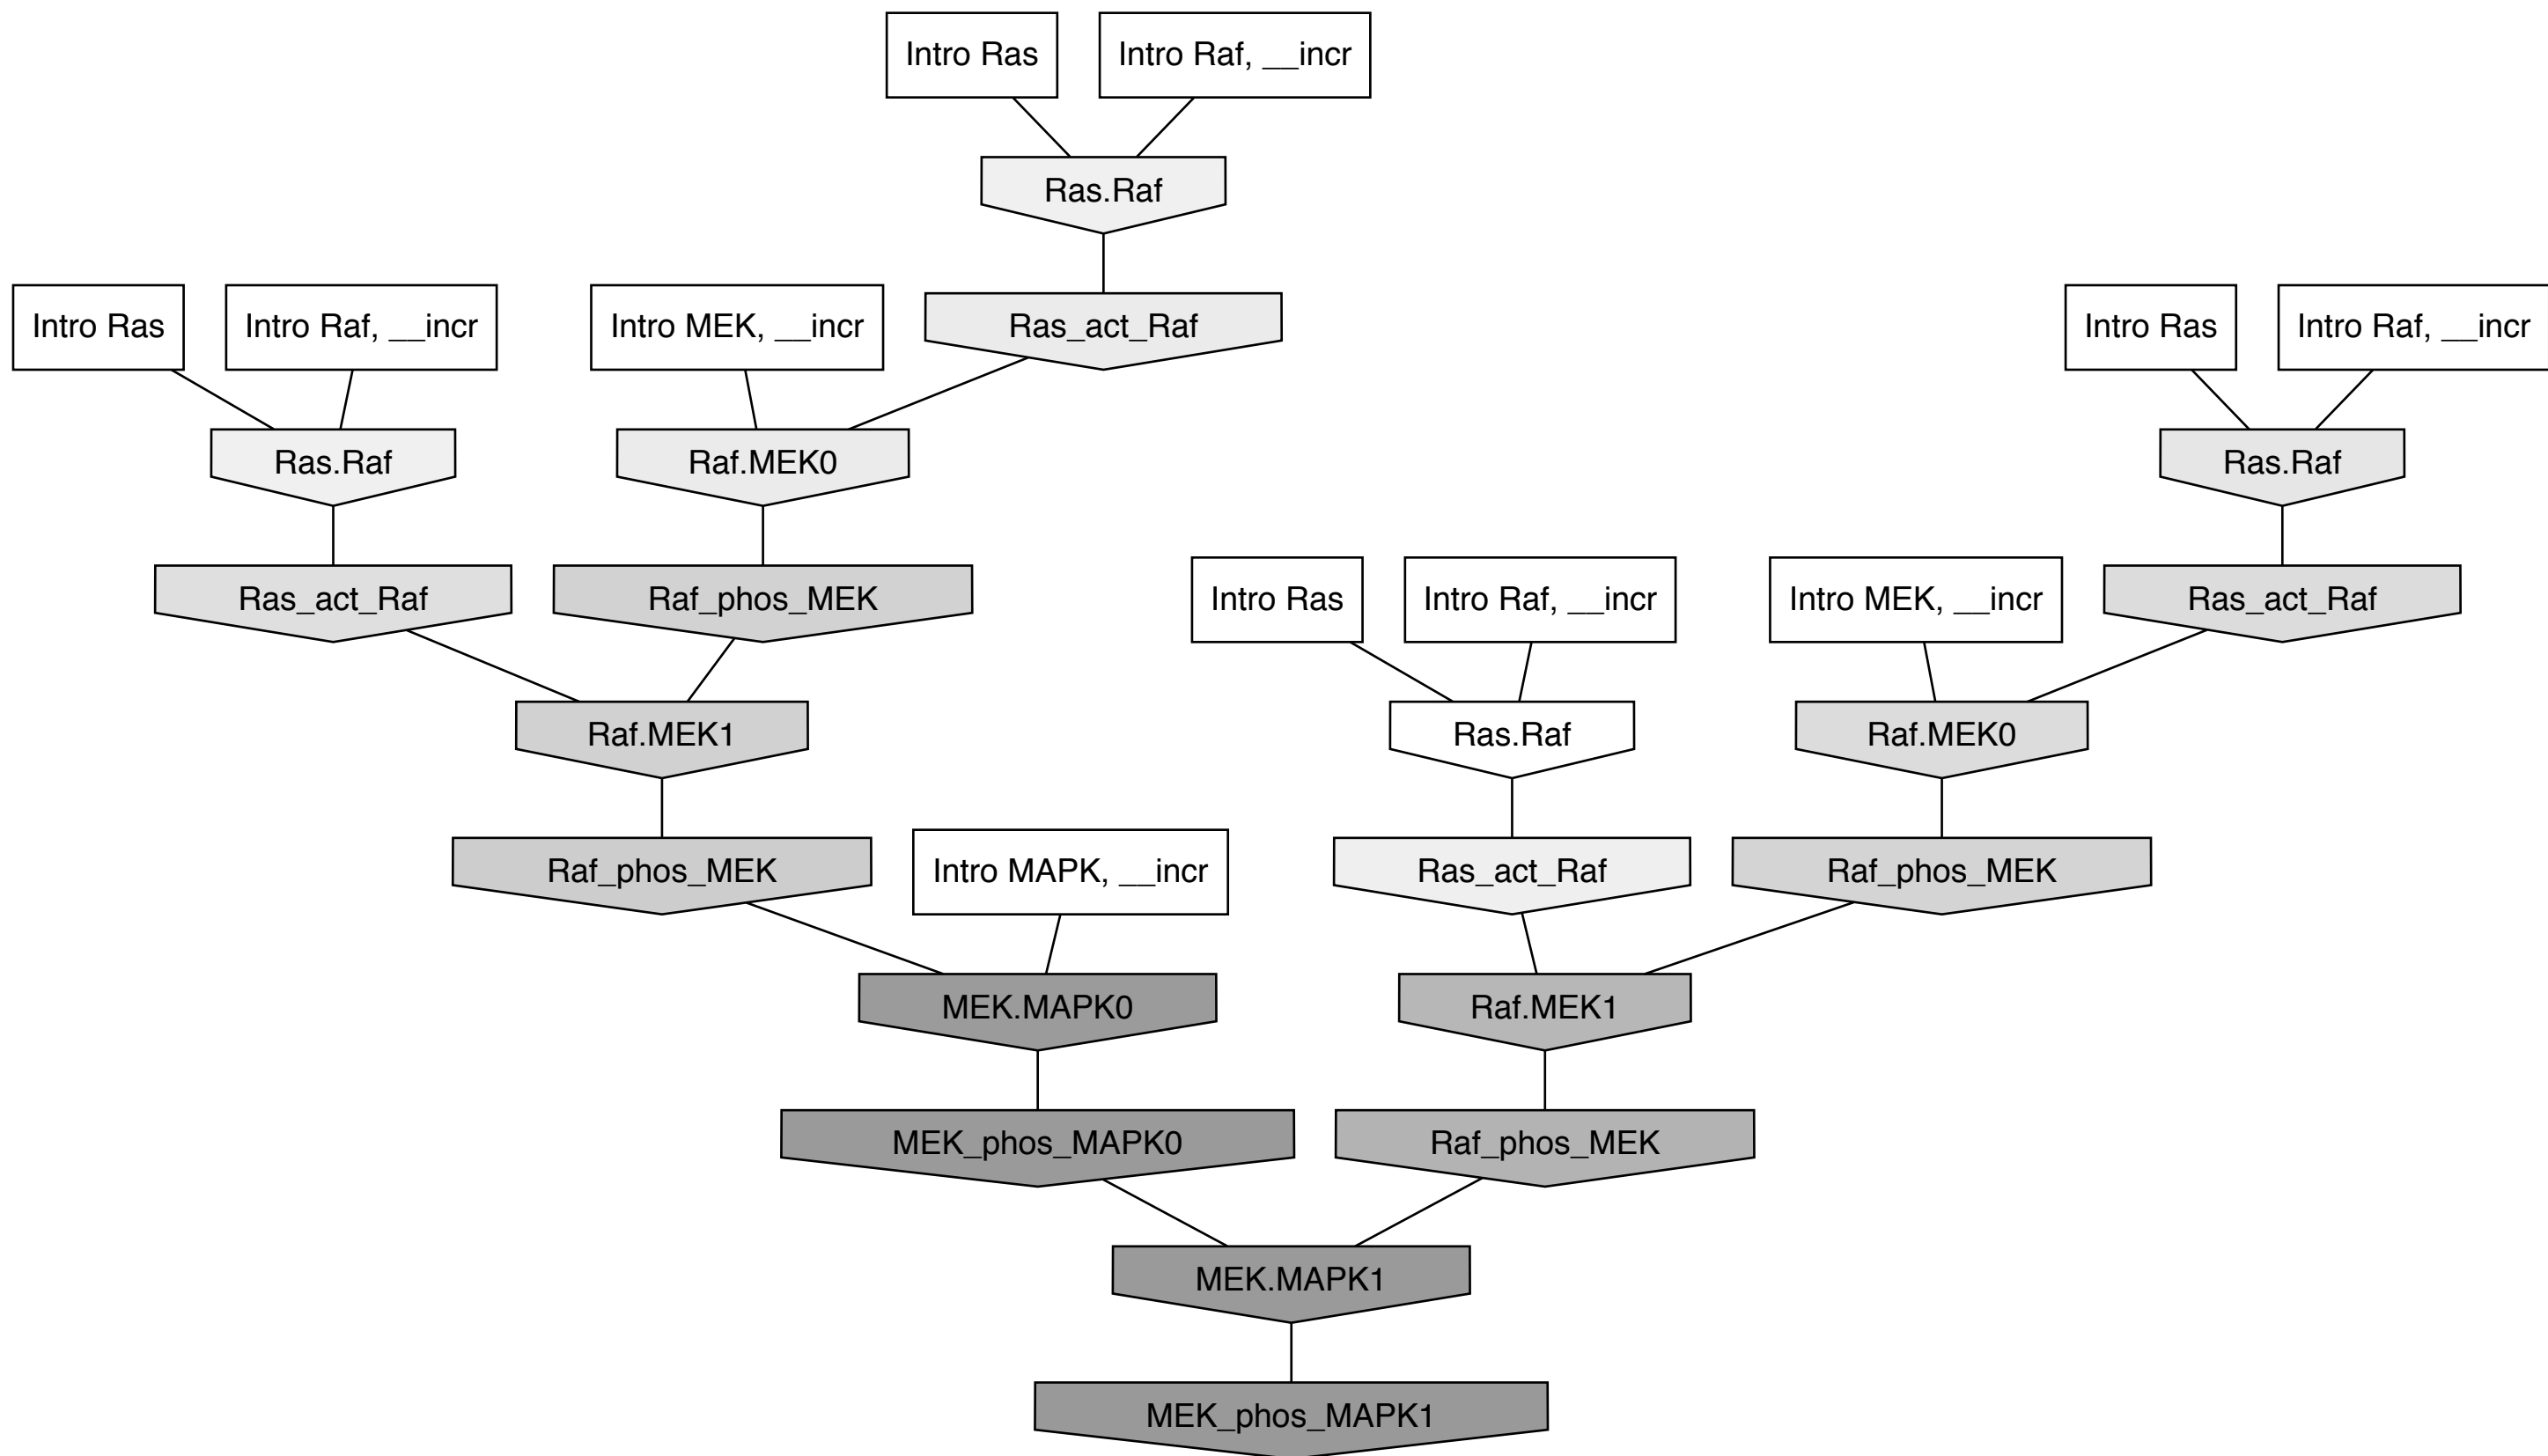 Intro Ras
Intro Raf, __incr
Ras.Raf
Intro Ras
Intro Raf, __incr
Intro MEK, __incr
Ras_act_Raf
Intro Ras
Intro Raf, __incr
Ras.Raf
Raf.MEK0
Ras.Raf
Ras_act_Raf
Raf_phos_MEK
Intro Ras
Intro Raf, __incr
Intro MEK, __incr
Ras_act_Raf
Raf.MEK1
Ras.Raf
Raf.MEK0
Raf_phos_MEK
Intro MAPK, __incr
Ras_act_Raf
Raf_phos_MEK
MEK.MAPK0
Raf.MEK1
MEK_phos_MAPK0
Raf_phos_MEK
MEK.MAPK1
MEK_phos_MAPK1